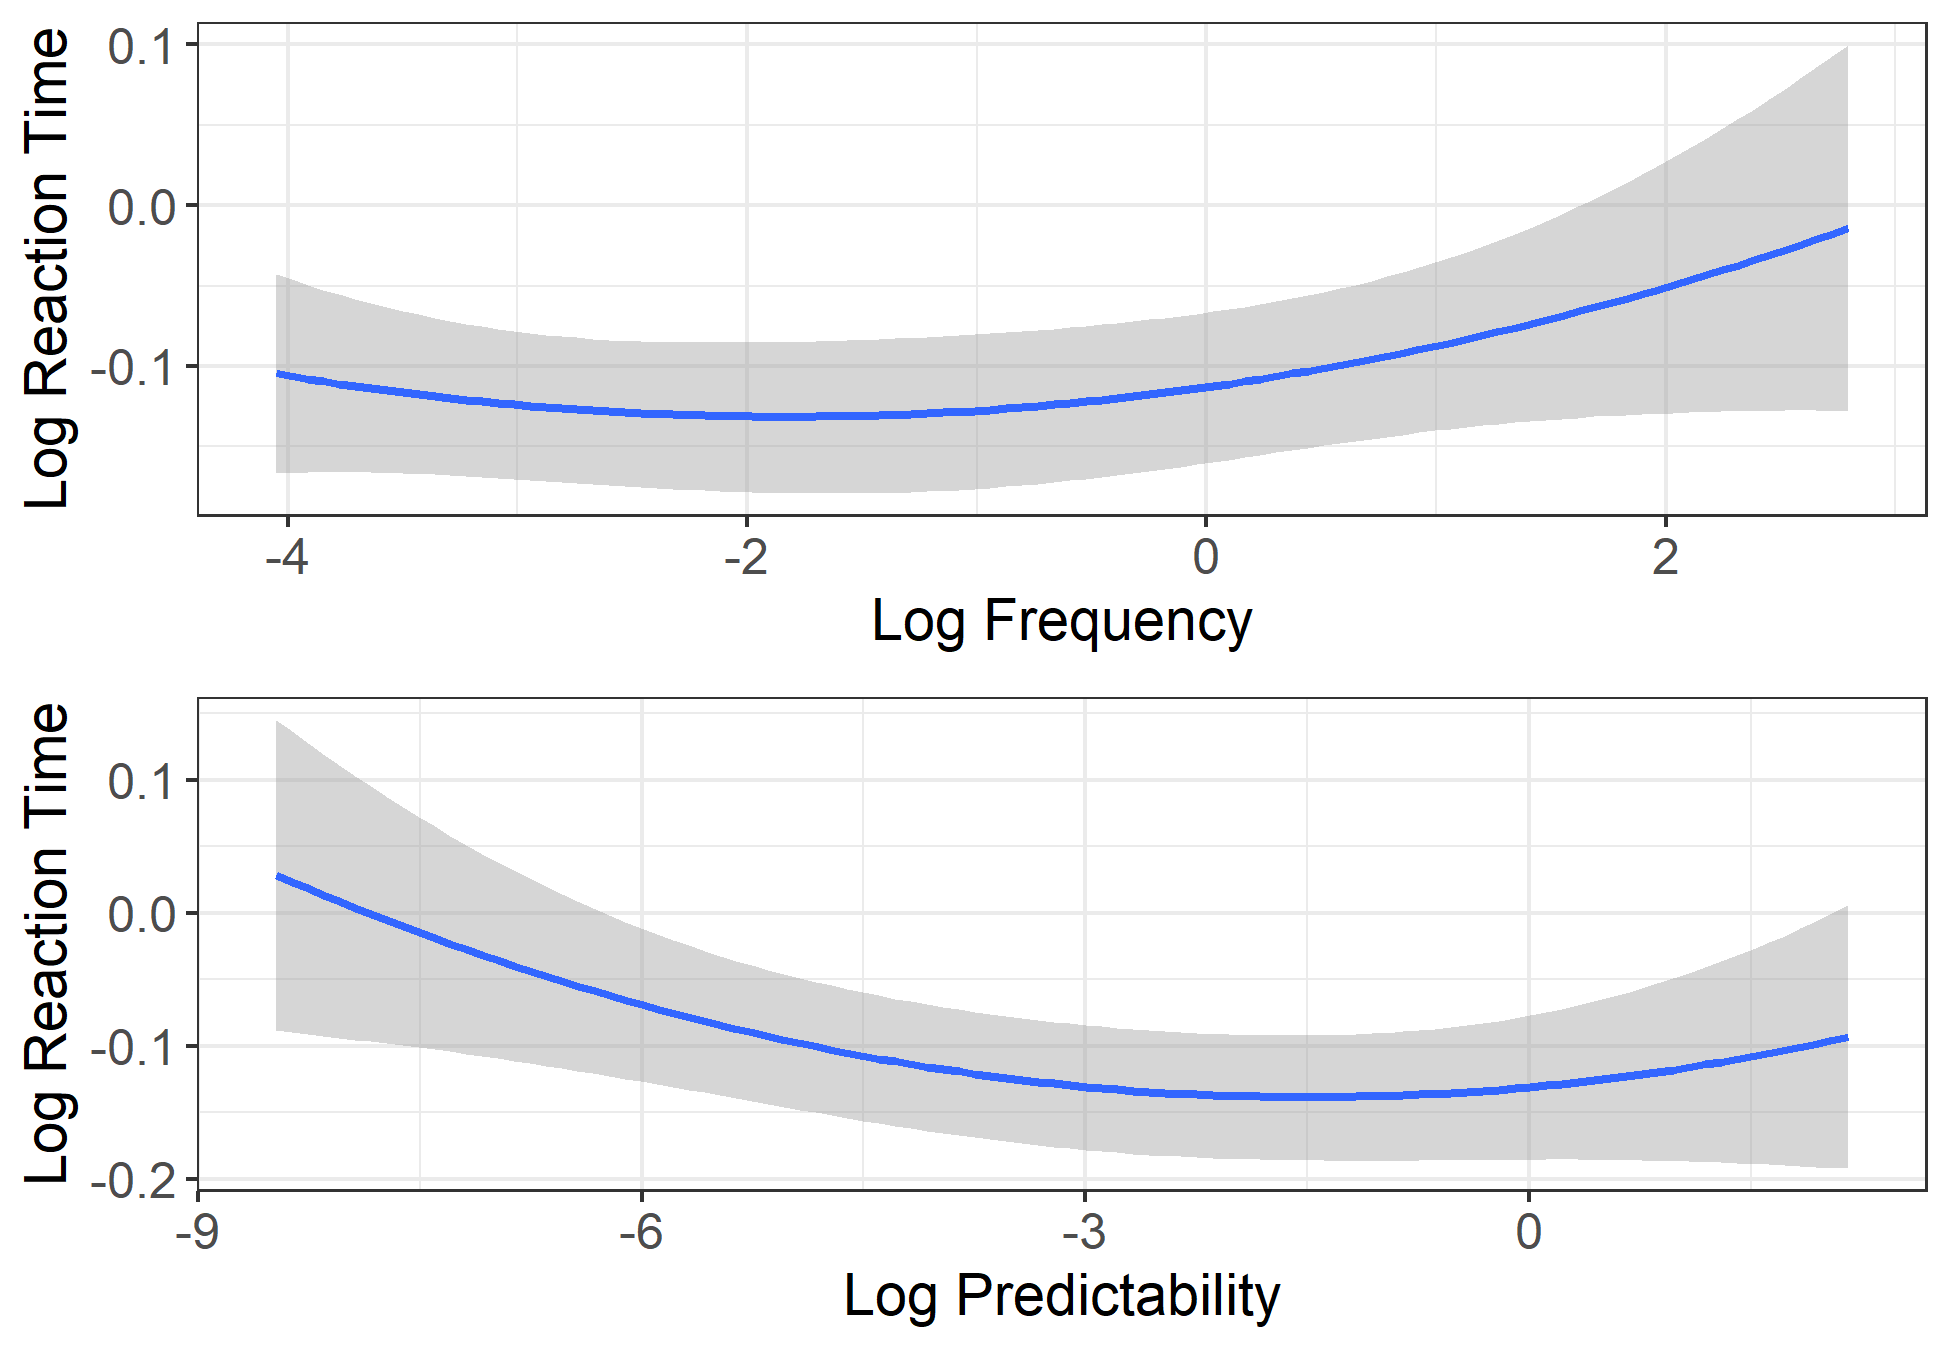 Log Reaction Time
0.1
0.0
-0.1
-4 -2 0 2
Log Frequency
Log Reaction Time
0.1
0.0
-0.1
-0.2
-9 -6 -3 0
Log Predictability